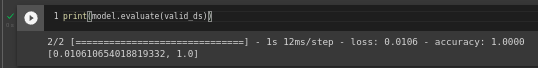 1 print(model.evaluate(valid_ds))
2/2 [==============================] - 1s 12ms/step - loss: 0.0106 - accuracy: 1.0000
[0.010610654018819332, 1.0]